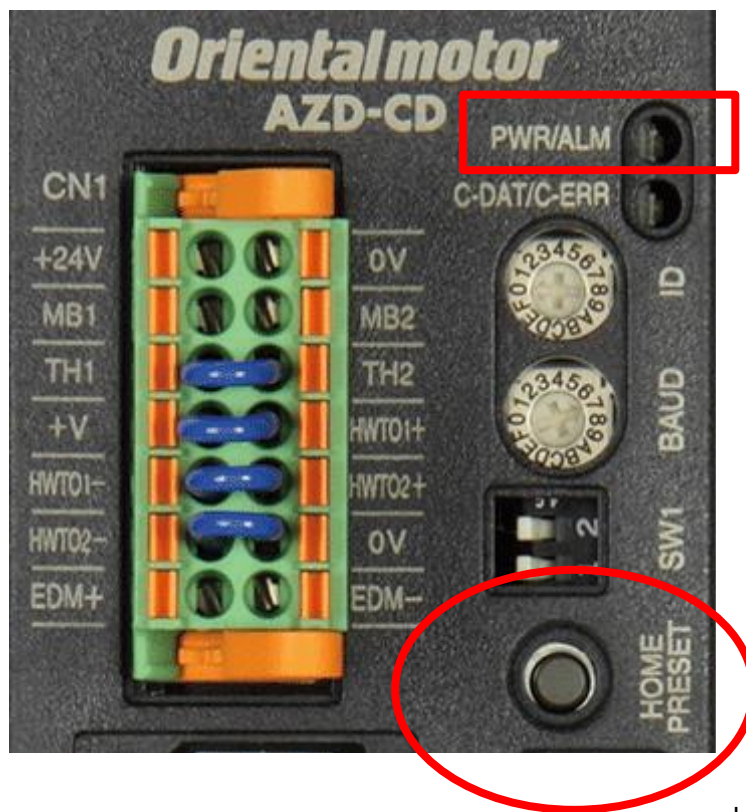 Orientalmotor
AZD-CD
PWR/ALM
C-DAT/C-ERR
CN1
+24V 0V
MB1 MB2
TH1 TH2
+V HWTO1+
HWTO1− HWTO2+
HWTO2− 0V
EDM+ EDM−
0123456789ABCDEF
ID
0123456789ABCDEF
BAUD
2
SW1
HOME
PRESET